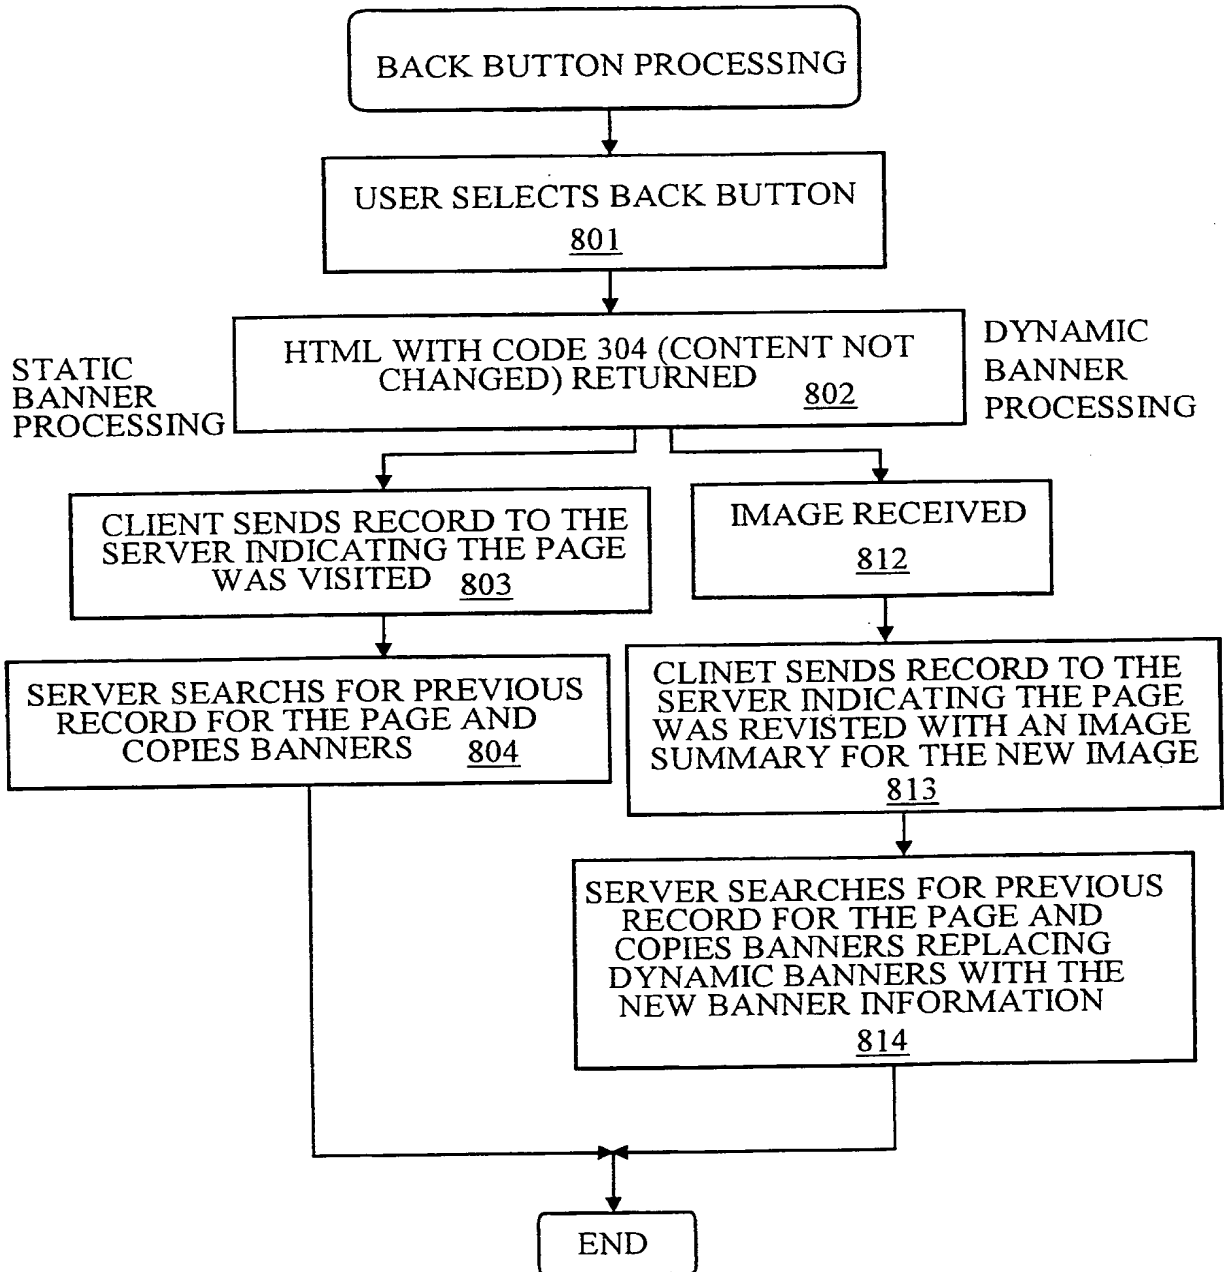 BACK BUTTON PROCESSING
USER SELECTS BACK BUTTON
801
HTML WITH CODE 304 (CONTENT NOT
CHANGED) RETURNED
802
STATIC
BANNER
PROCESSING
DYNAMIC
BANNER
PROCESSING
CLIENT SENDS RECORD TO THE
SERVER INDICATING THE PAGE
WAS VISITED 803
SERVER SEARCHS FOR PREVIOUS
RECORD FOR THE PAGE AND
COPIES BANNERS 804
IMAGE RECEIVED
812
CLINET SENDS RECORD TO THE
SERVER INDICATING THE PAGE
WAS REVISTED WITH AN IMAGE
SUMMARY FOR THE NEW IMAGE
813
SERVER SEARCHES FOR PREVIOUS
RECORD FOR THE PAGE AND
COPIES BANNERS REPLACING
DYNAMIC BANNERS WITH THE
NEW BANNER INFORMATION
814
END